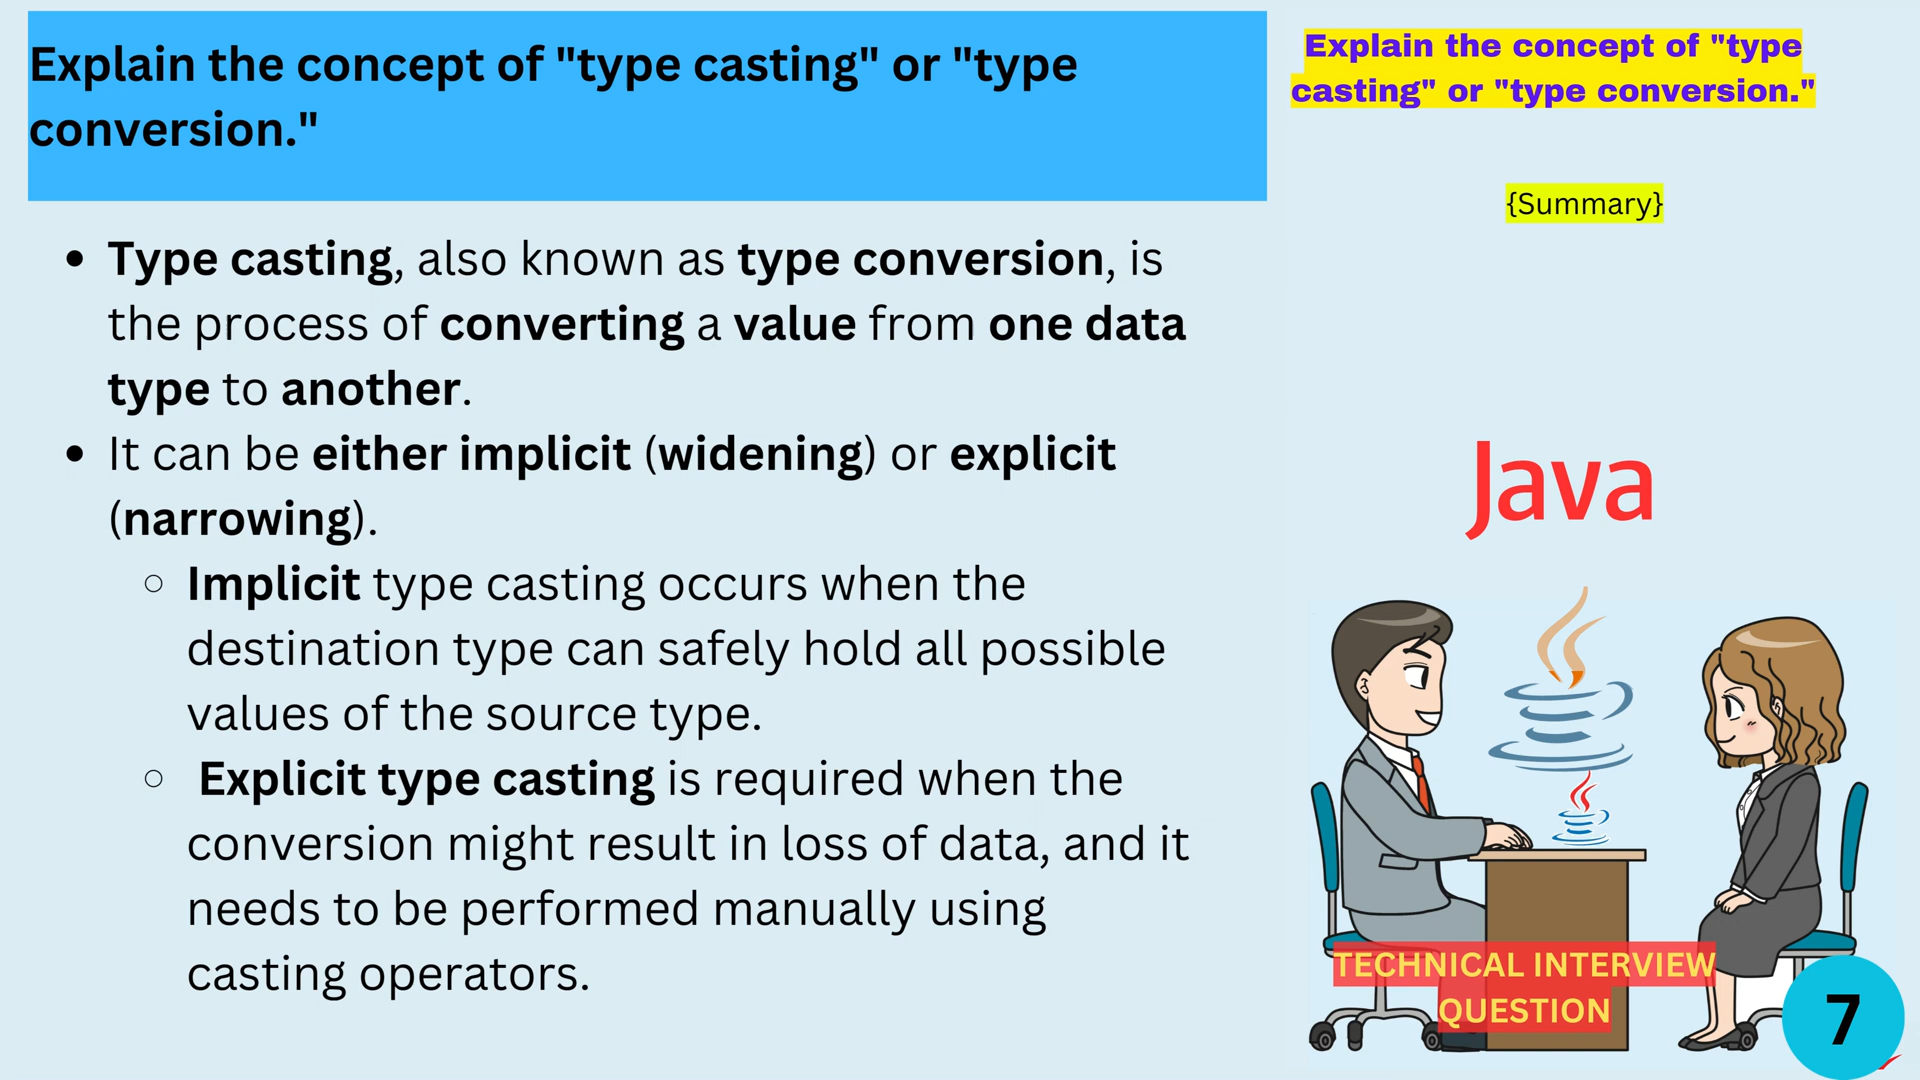 Explain the concept of "type casting" or "type
conversion."
• Type casting, also known as type conversion, is
the process of converting a value from one data
type to another.
• It can be either implicit (widening) or explicit
(narrowing).
○ Implicit type casting occurs when the
destination type can safely hold all possible
values of the source type.
○ Explicit type casting is required when the
conversion might result in loss of data, and it
needs to be performed manually using
casting operators.
Explain the concept of "type
casting" or "type conversion."
{Summary}
Java
TECHNICAL INTERVIEW
QUESTION
7